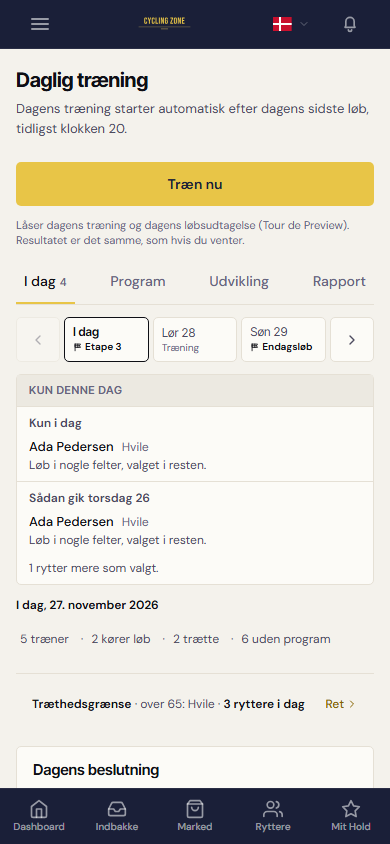 CYCLING ZONE
Daglig træning
Dagens træning starter automatisk efter dagens sidste løb,
tidligst klokken 20.
Træn nu
Låser dagens træning og dagens løbsudtagelse (Tour de Preview).
Resultatet er det samme, som hvis du venter.
I dag 4 Program Udvikling Rapport
I dag Lør 28 Søn 29
Etape 3 Træning Endagsløb
KUN DENNE DAG
Kun i dag
Ada Pedersen Hvile
Løb i nogle felter, valget i resten.
Sådan gik torsdag 26
Ada Pedersen Hvile
Løb i nogle felter, valget i resten.
1 rytter mere som valgt.
I dag, 27. november 2026
5 træner · 2 kører løb · 2 trætte · 6 uden program
Træthedsgrænse · over 65: Hvile · 3 ryttere i dag Ret
Dagens beslutning
Dashboard Indbakke Marked Ryttere Mit Hold